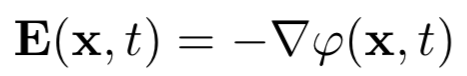 𝐄(𝐱, t) = −∇φ(𝐱, t)